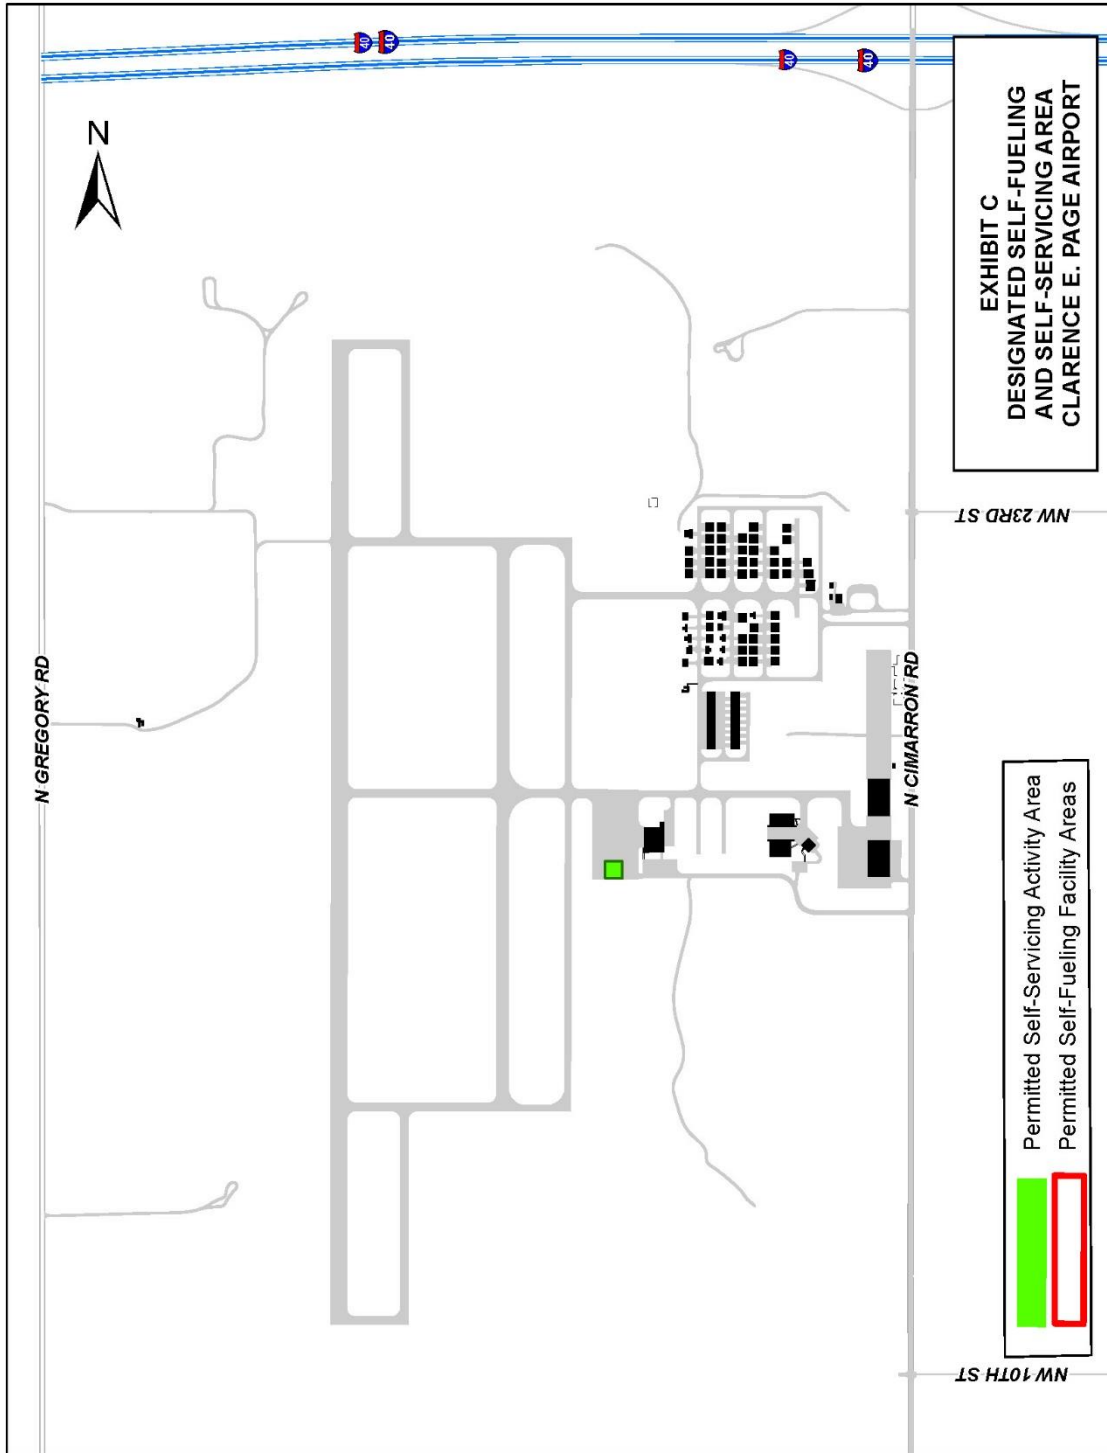 40
40
40
40
N
EXHIBIT C
DESIGNATED SELF-FUELING
AND SELF-SERVICING AREA
CLARENCE E. PAGE AIRPORT
NW 23RD ST
N GREGORY RD
N CIMARRON RD
Permitted Self-Servicing Activity Area
Permitted Self-Fueling Facility Areas
NW 10TH ST